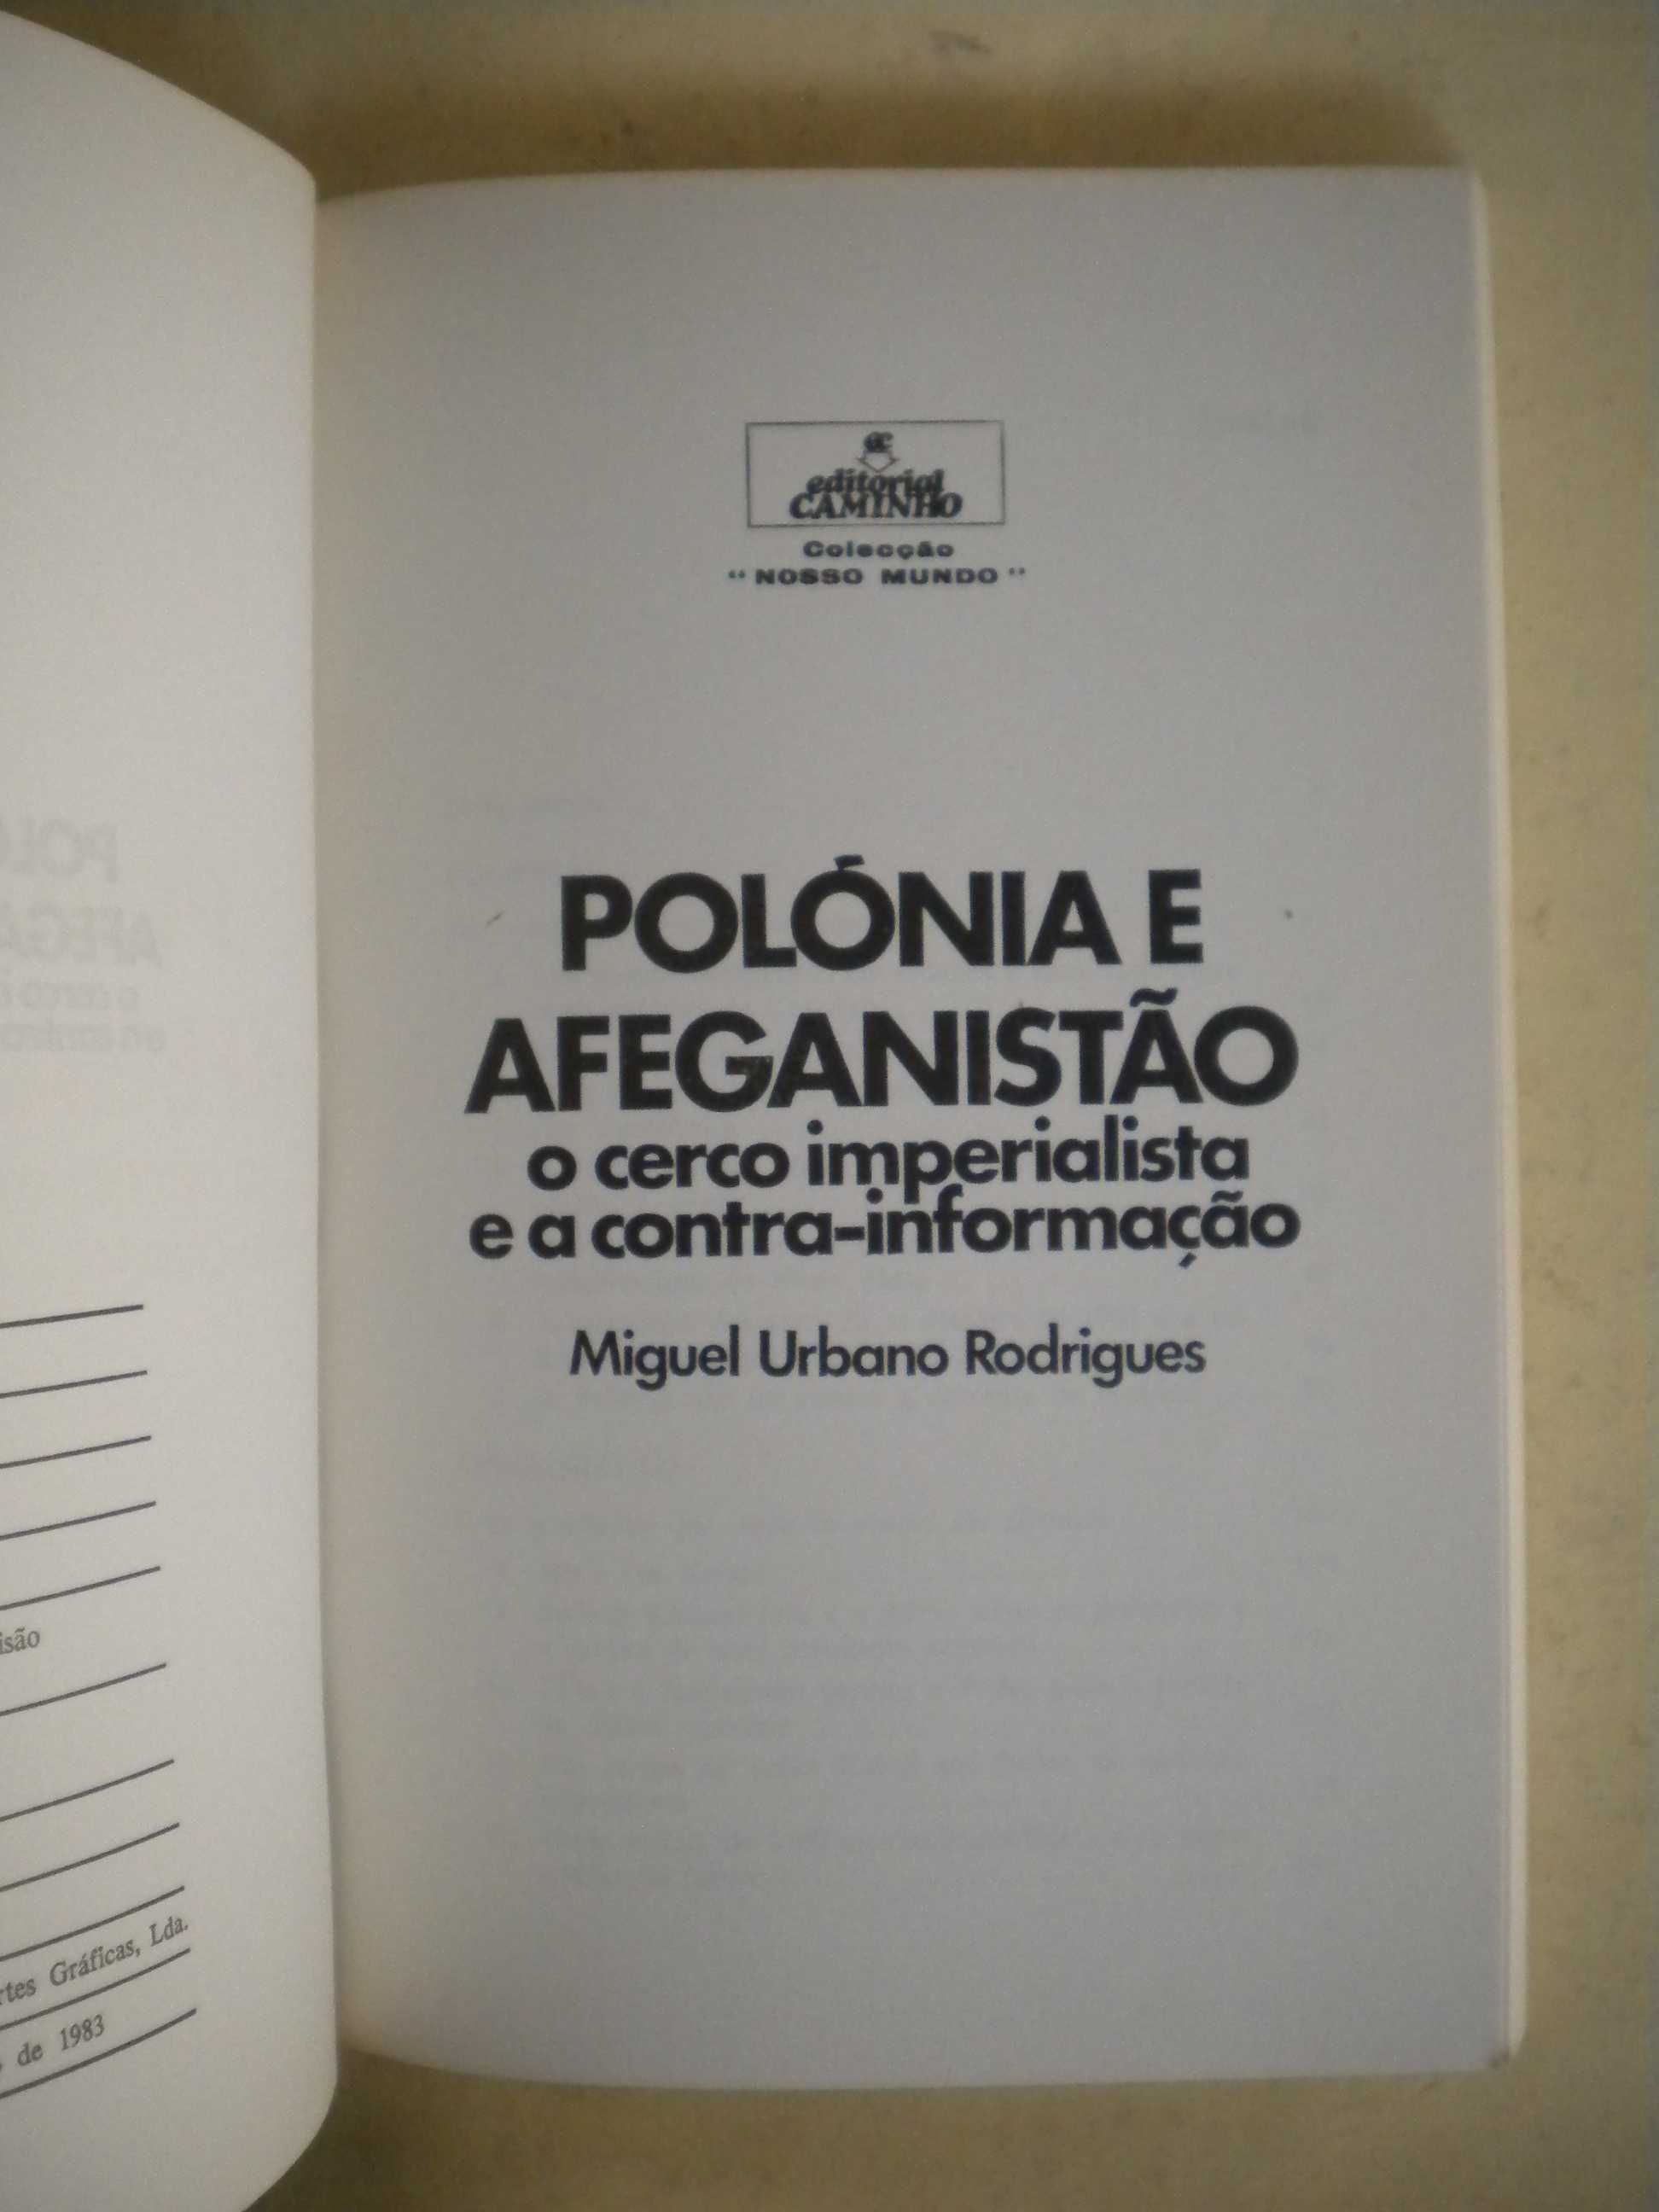 isão
Gráficas, Lda.
de 1983
editorial
CAMINHO
Colecção
"NOSSO MUNDO"
POLÓNIA E
AFEGANISTÃO
o cerco imperialista
e a contra-informação
Miguel Urbano Rodrigues